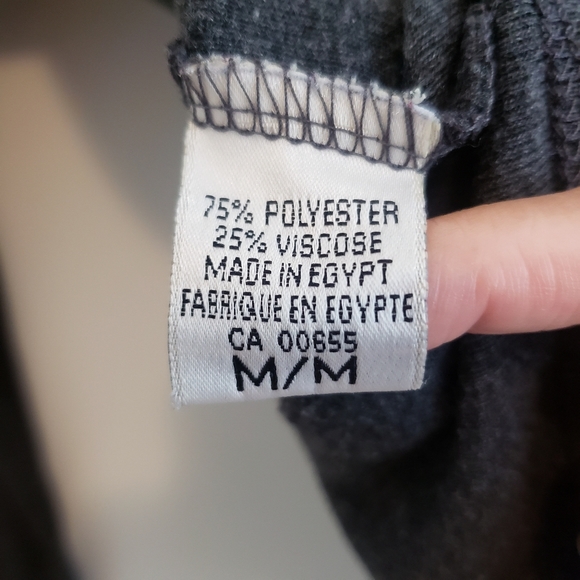 75% POLYESTER
25% VISCOSE
MADE IN EGYPT
FABRIQUE EN EGYPTE
CA 00655
M/M